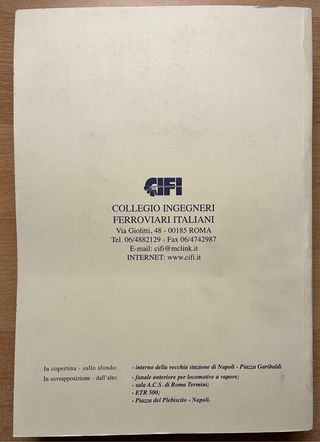 CIFI
COLLEGIO INGEGNERI
FERROVIARI ITALIANI
Via Giolitti, 48 - 00185 ROMA
Tel. 06/4882129 - Fax 06/4742987
E-mail: cifi@mclink.it
INTERNET: www.cifi.it
In copertina - sullo sfondo: - interno della vecchia stazione di Napoli - Piazza Garibaldi
In sovrapposizione - dall'alto: - fanale anteriore per locomotive a vapore;
- sala A.C.S. di Roma Termini;
- ETR 500;
- Piazza del Plebiscito - Napoli.